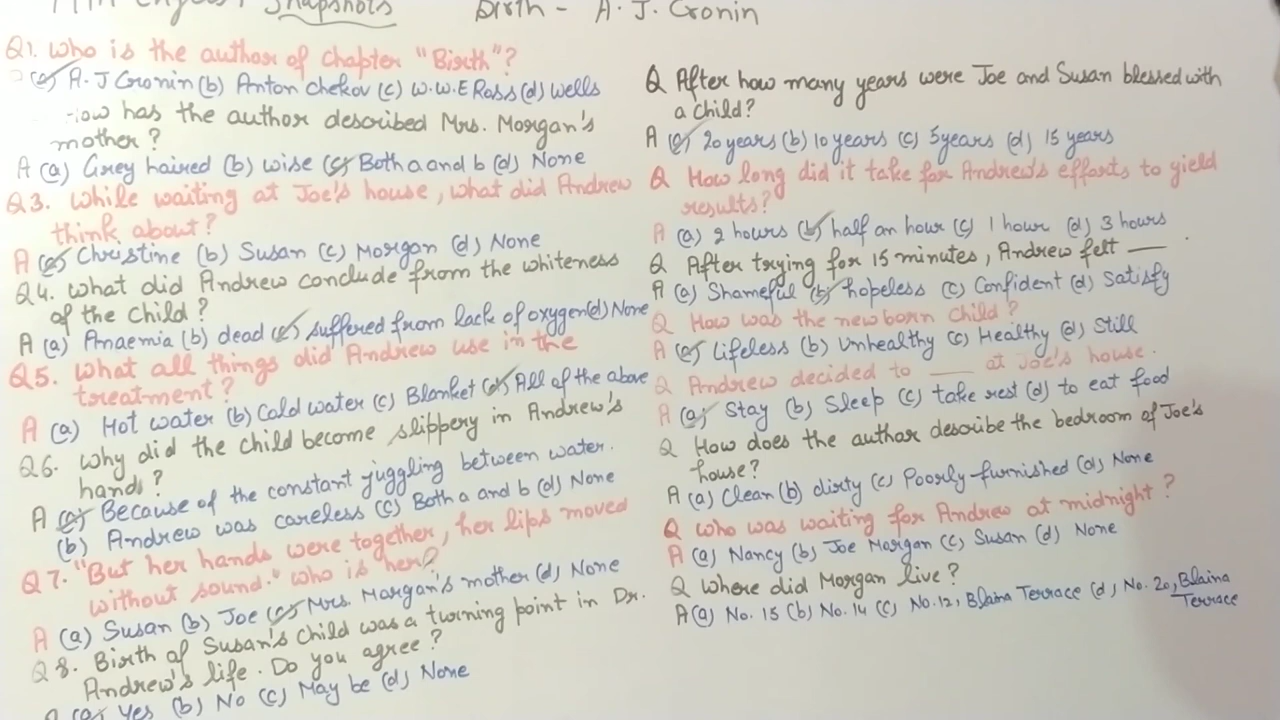 Snapshots Birth - A. J. Cronin
Q1. Who is the author of chapter "Birth"?
(a) A. J Cronin (b) Anton Chekov (c) W.W.E Ross (d) Wells
How has the author described Mrs. Morgan's
mother?
A (a) Grey haired (b) wise (c) Both a and b (d) None
Q3. While waiting at Joe's house, what did Andrew
think about?
A (a) Christine (b) Susan (c) Morgan (d) None
Q4. What did Andrew conclude from the whiteness
of the child?
A (a) Anaemia (b) dead (c) suffered from lack of oxygen (d) None
Q5. What all things did Andrew use in the
treatment?
A (a) Hot water (b) Cold water (c) Blanket (d) All of the above
Q6. Why did the child become slippery in Andrew's
hand?
A (a) Because of the constant juggling between water.
(b) Andrew was careless (c) Both a and b (d) None
Q7. "But her hands were together, her lips moved
without sound." Who is her?
A (a) Susan (b) Joe (c) Mrs. Morgan's mother (d) None
Q8. Birth of Susan's child was a turning point in Dr.
Andrew's life. Do you agree?
(a) Yes (b) No (c) May be (d) None
Q After how many years were Joe and Susan blessed with
a child?
A (a) 20 years (b) 10 years (c) 5 years (d) 15 years
Q How long did it take for Andrew's efforts to yield
results?
A (a) 2 hours (b) half an hour (c) 1 hour (d) 3 hours
Q After trying for 15 minutes, Andrew felt ___.
A (a) Shameful (b) hopeless (c) Confident (d) Satisfy
Q How was the newborn child?
A (a) Lifeless (b) Unhealthy (c) Healthy (d) Still
Q Andrew decided to ___ at Joe's house.
A (a) Stay (b) Sleep (c) take rest (d) to eat food
Q How does the author describe the bedroom of Joe's
house?
A (a) Clean (b) dirty (c) Poorly-furnished (d) None
Q Who was waiting for Andrew at midnight?
A (a) Nancy (b) Joe Morgan (c) Susan (d) None
Q Where did Morgan live?
A (a) No. 15 (b) No. 14 (c) No. 12, Blaina Terrace (d) No. 20, Blaina
Terrace